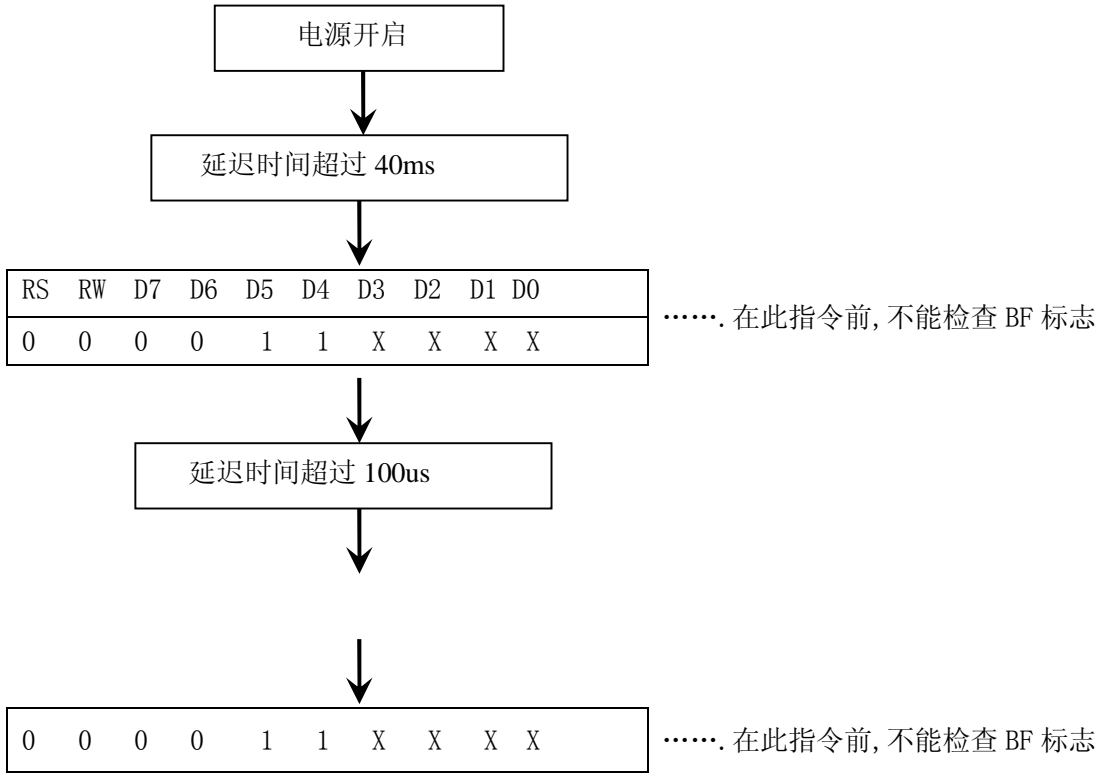 电源开启
延迟时间超过 40ms
RS RW D7 D6 D5 D4 D3 D2 D1 D0
0 0 0 0 1 1 X X X X
…….在此指令前,不能检查 BF 标志
延迟时间超过 100us
0 0 0 0 1 1 X X X X
…….在此指令前,不能检查 BF 标志